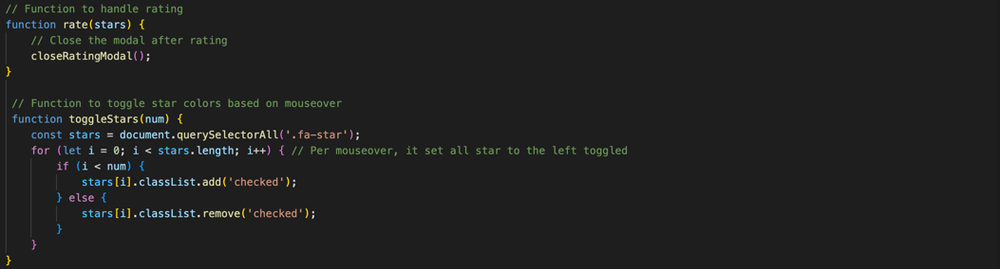 // Function to handle rating
function rate(stars) {
    // Close the modal after rating
    closeRatingModal();
}

 // Function to toggle star colors based on mouseover
 function toggleStars(num) {
    const stars = document.querySelectorAll('.fa-star');
    for (let i = 0; i < stars.length; i++) { // Per mouseover, it set all star to the left toggled
        if (i < num) {
            stars[i].classList.add('checked');
        } else {
            stars[i].classList.remove('checked');
        }
    }
}